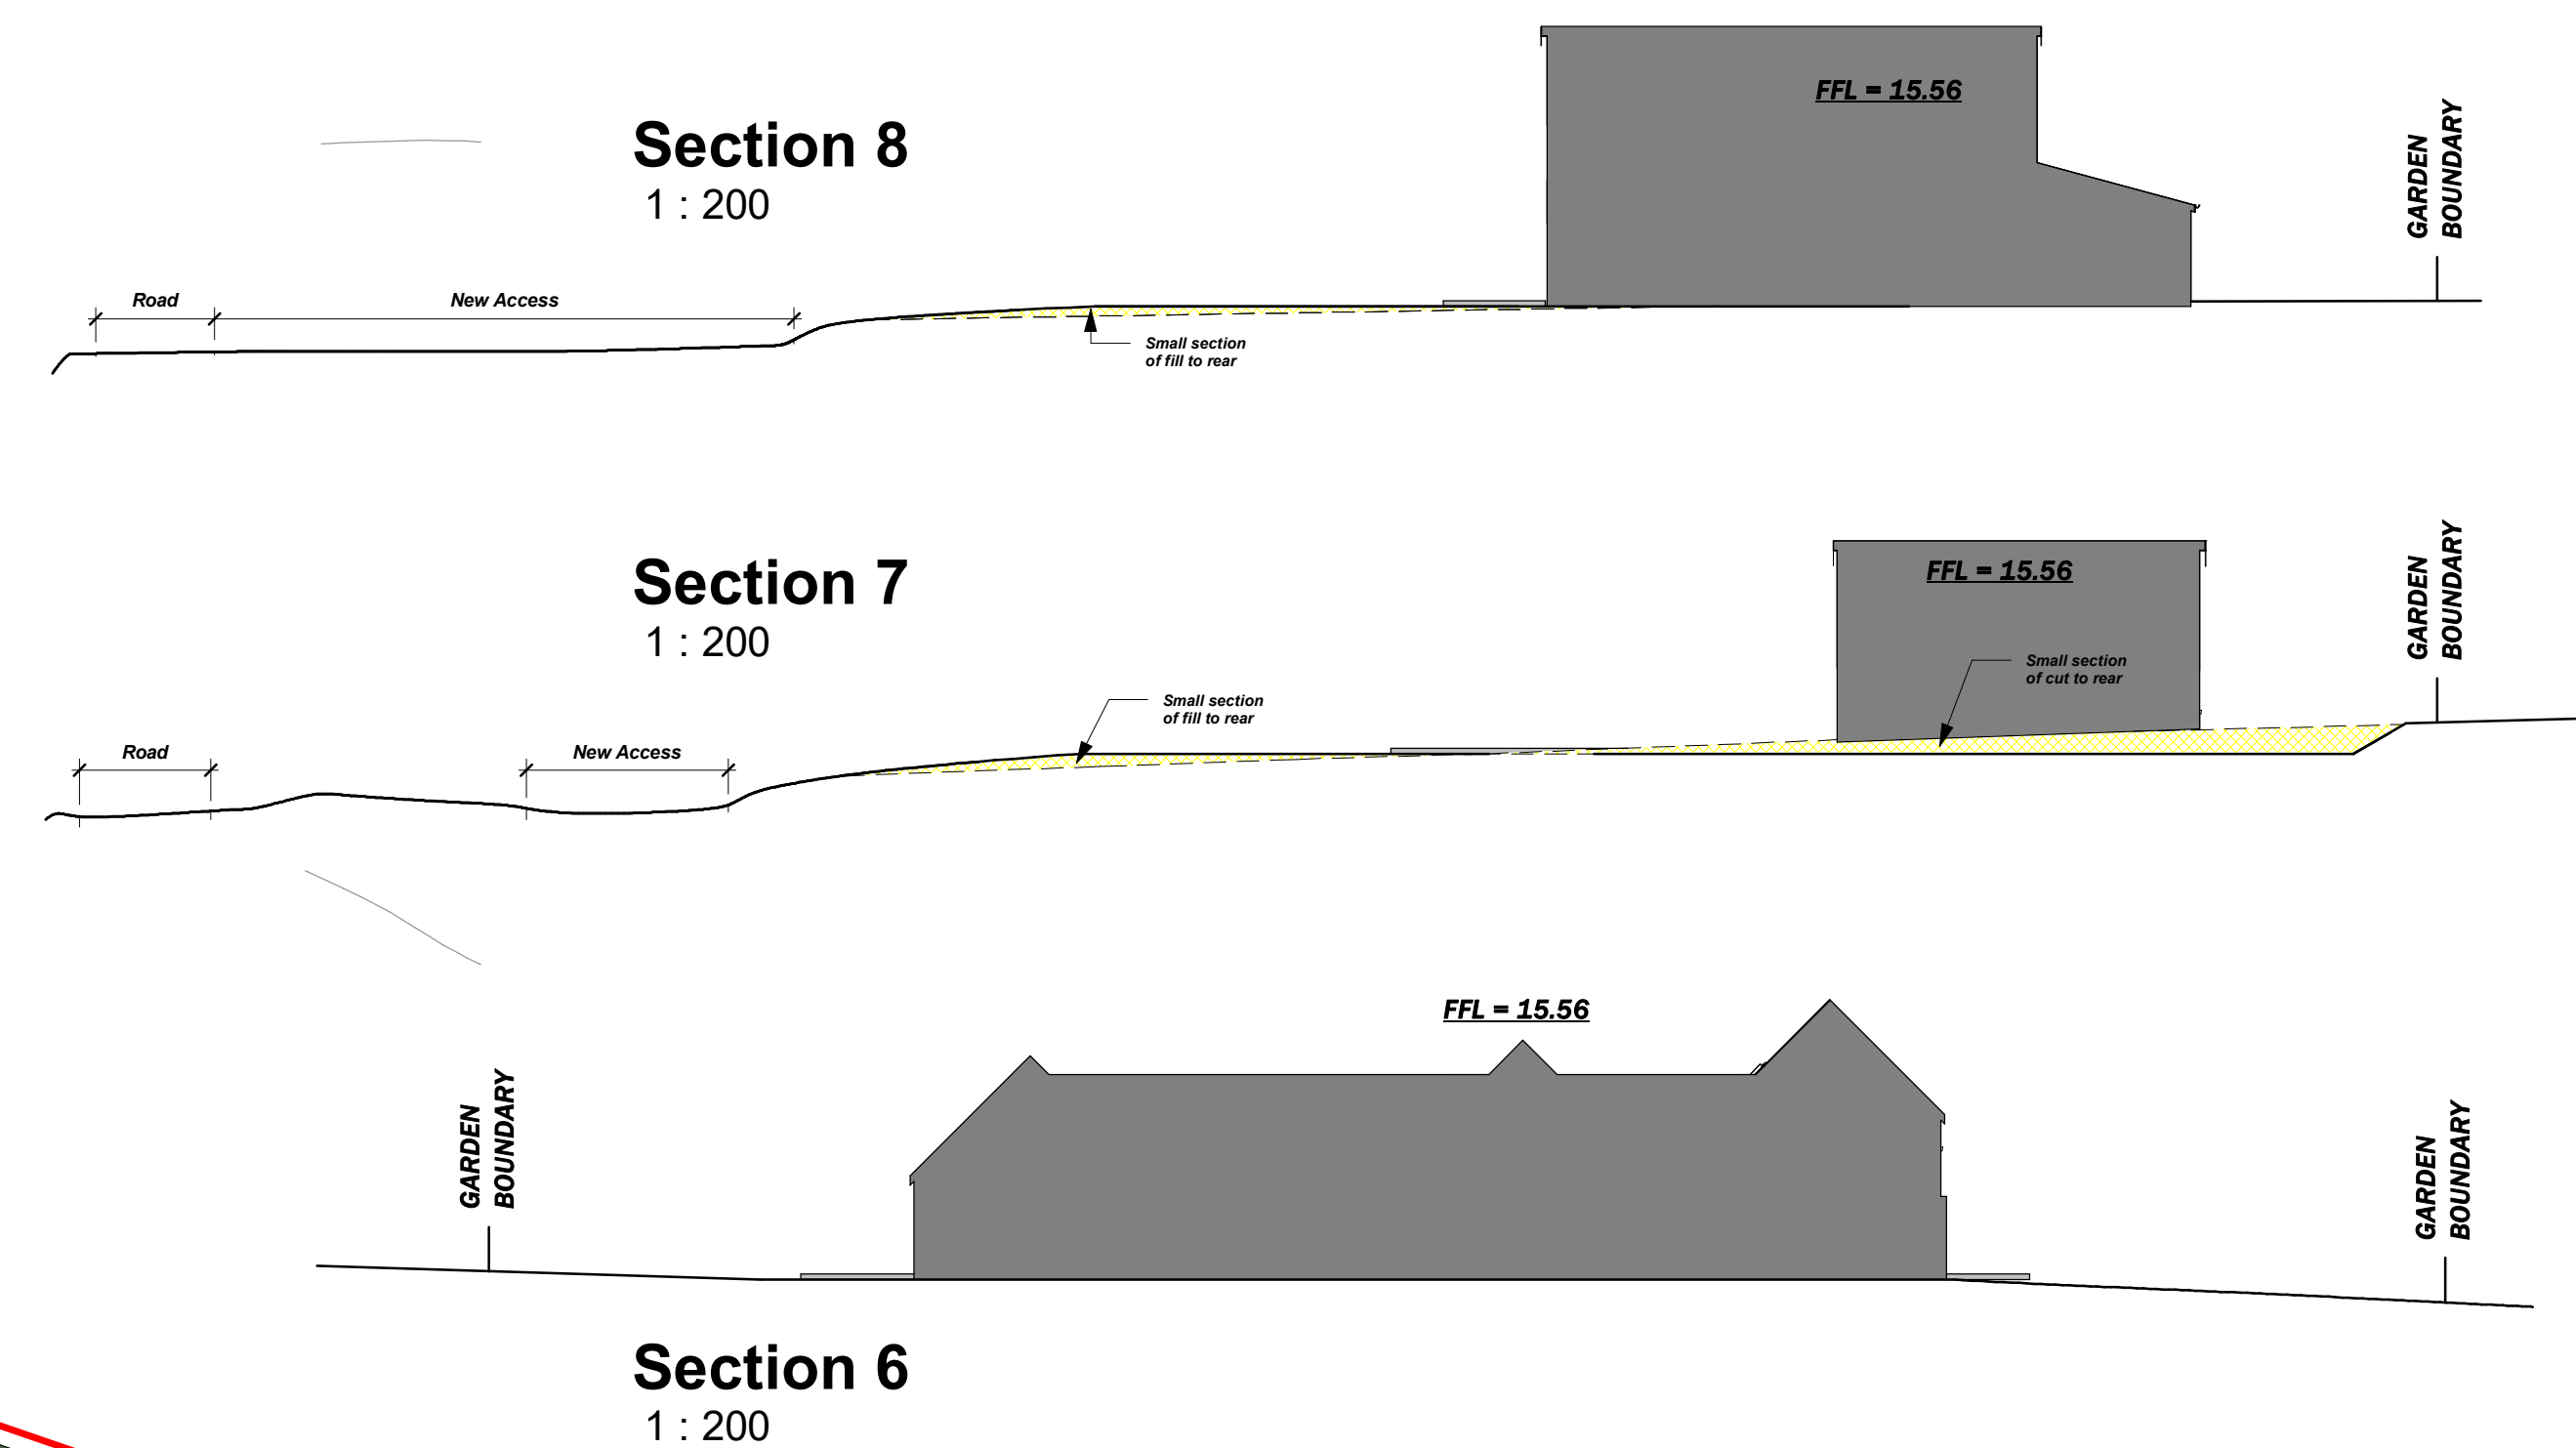 FFL = 15.56
Section 8
1 : 200
GARDEN
BOUNDARY
Road
New Access
Small section
of fill to rear
Section 7
1 : 200
FFL = 15.56
GARDEN
BOUNDARY
Small section
of cut to rear
Small section
of fill to rear
Road
New Access
FFL = 15.56
GARDEN
BOUNDARY
GARDEN
BOUNDARY
Section 6
1 : 200